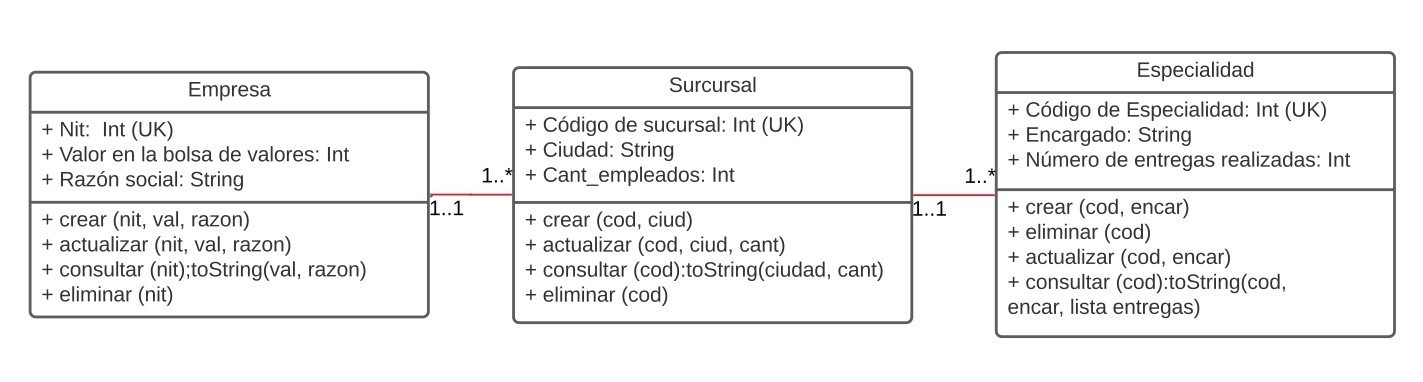 Empresa
+ Nit:  Int (UK)
+ Valor en la bolsa de valores: Int
+ Razón social: String
+ crear (nit, val, razon)
+ actualizar (nit, val, razon)
+ consultar (nit);toString(val, razon)
+ eliminar (nit)
1..*
1..1
Surcursal
+ Código de sucursal: Int (UK)
+ Ciudad: String
+ Cant_empleados: Int
+ crear (cod, ciud)
+ actualizar (cod, ciud, cant)
+ consultar (cod):toString(ciudad, cant)
+ eliminar (cod)
1..*
1..1
Especialidad
+ Código de Especialidad: Int (UK)
+ Encargado: String
+ Número de entregas realizadas: Int
+ crear (cod, encar)
+ eliminar (cod)
+ actualizar (cod, encar)
+ consultar (cod):toString(cod,
encar, lista entregas)